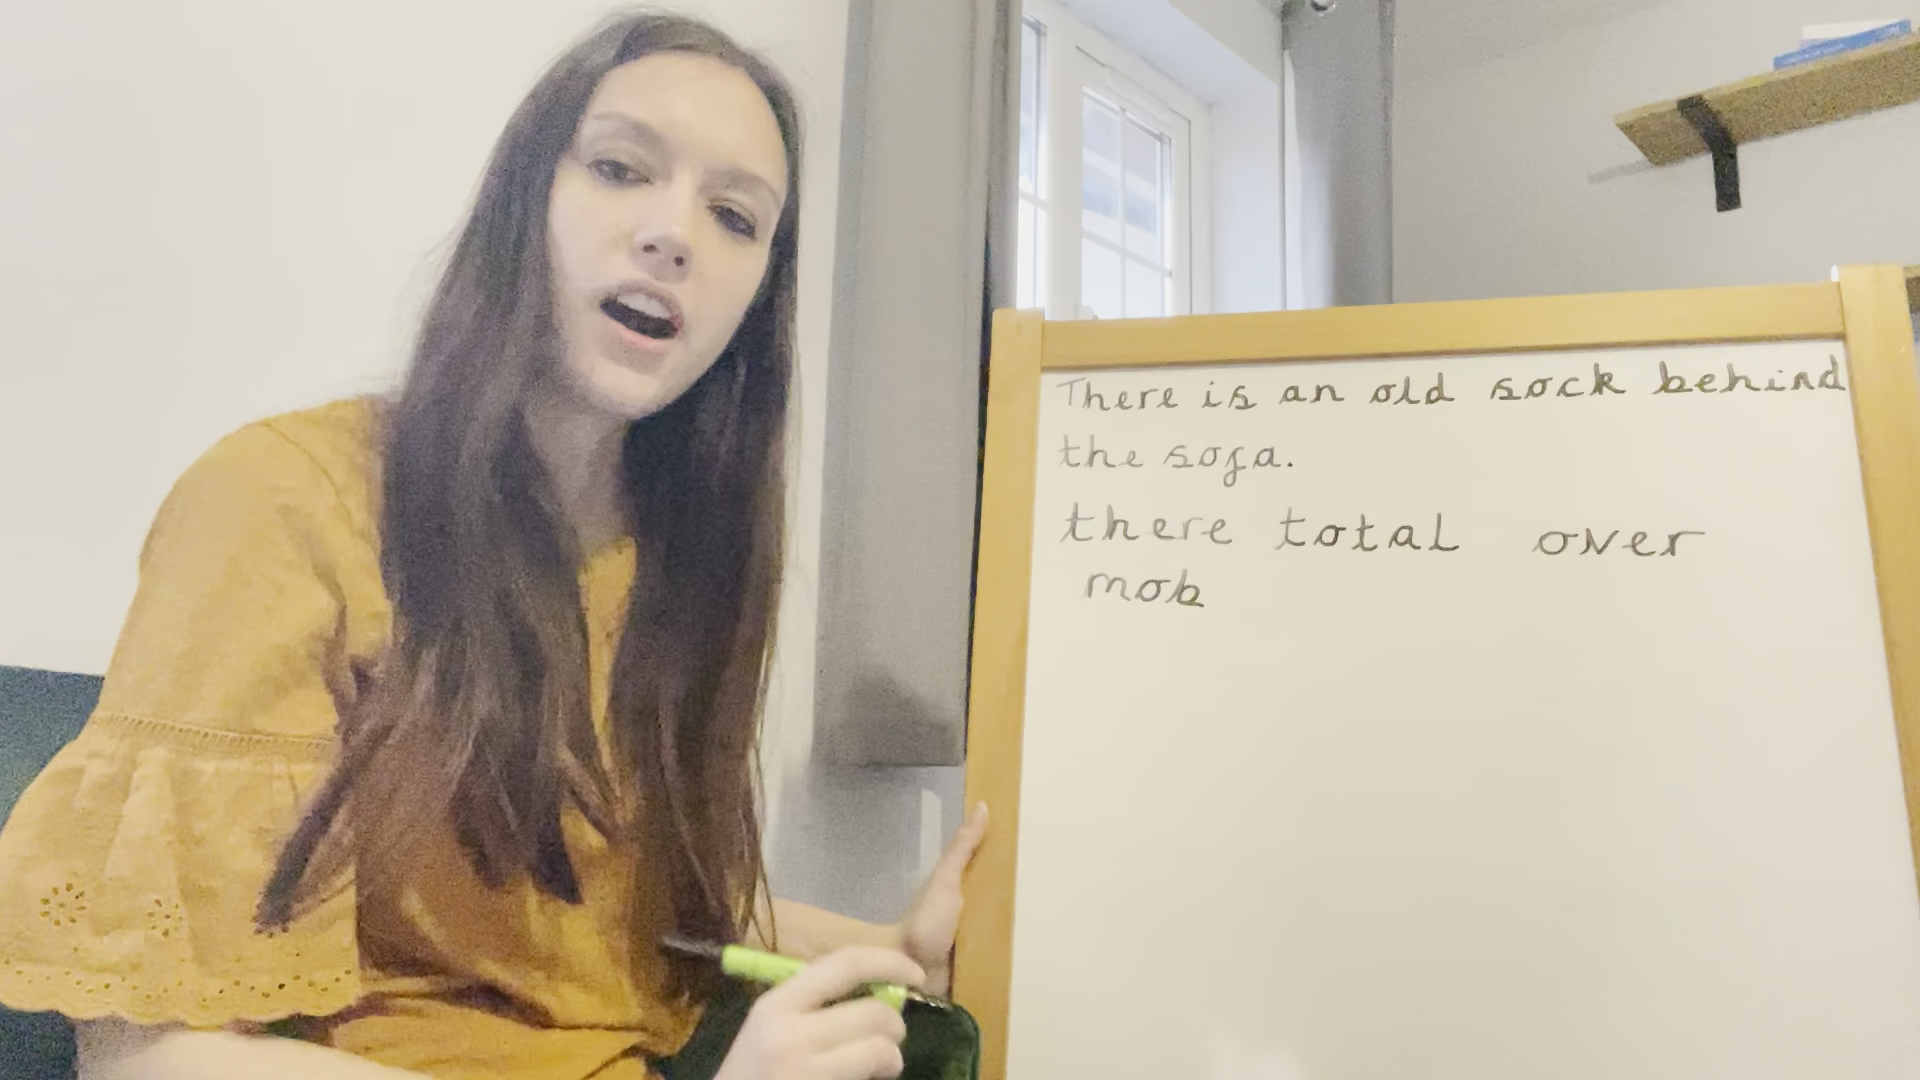 There is an old sock behind
the sofa.
there total over
mob